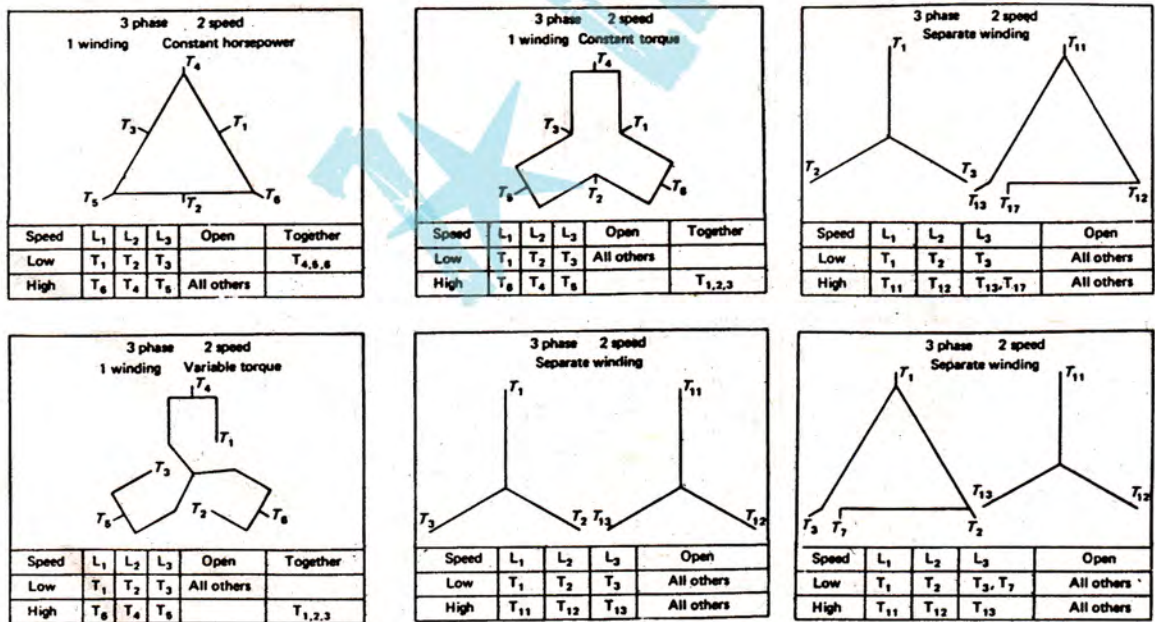 3 phase 2 speed
1 winding Constant horsepower
T4
T3 T1
T5 T2 T6
Speed L1 L2 L3 Open Together
Low T1 T2 T3 T4,5,6
High T6 T4 T5 All others
3 phase 2 speed
1 winding Constant torque
T4
T3 T1
T5 T2 T6
Speed L1 L2 L3 Open Together
Low T1 T2 T3 All others
High T6 T4 T5 T1,2,3
3 phase 2 speed
Separate winding
T1 T11
T2 T3
T13 T17 T12
Speed L1 L2 L3 Open
Low T1 T2 T3 All others
High T11 T12 T13,T17 All others
3 phase 2 speed
1 winding Variable torque
T4
T1
T3
T5 T2 T6
Speed L1 L2 L3 Open Together
Low T1 T2 T3 All others
High T6 T4 T5 T1,2,3
3 phase 2 speed
Separate winding
T1 T11
T3 T2 T13 T12
Speed L1 L2 L3 Open
Low T1 T2 T3 All others
High T11 T12 T13 All others
3 phase 2 speed
Separate winding
T1 T11
T13 T12
T3 T7 T2
Speed L1 L2 L3 Open
Low T1 T2 T3, T7 All others
High T11 T12 T13 All others